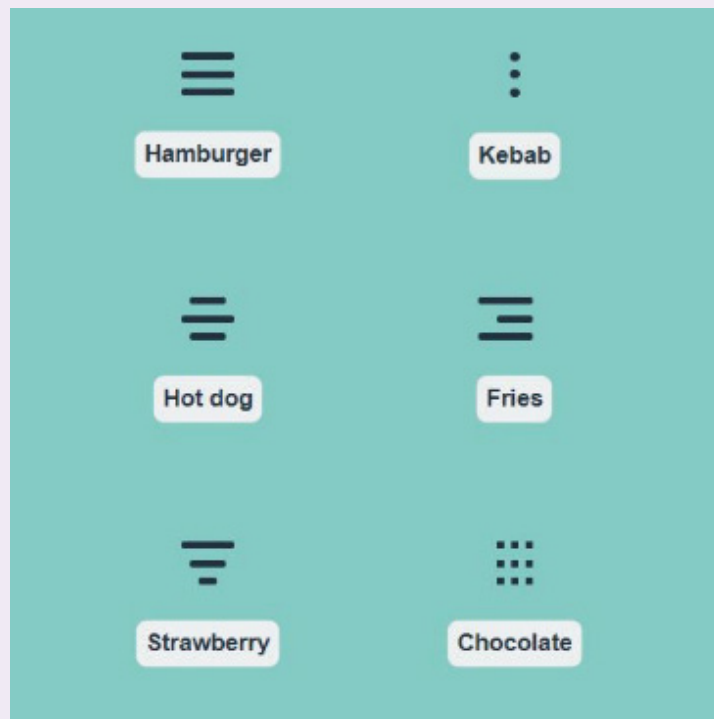 Hamburger
Kebab
Hot dog
Fries
Strawberry
Chocolate